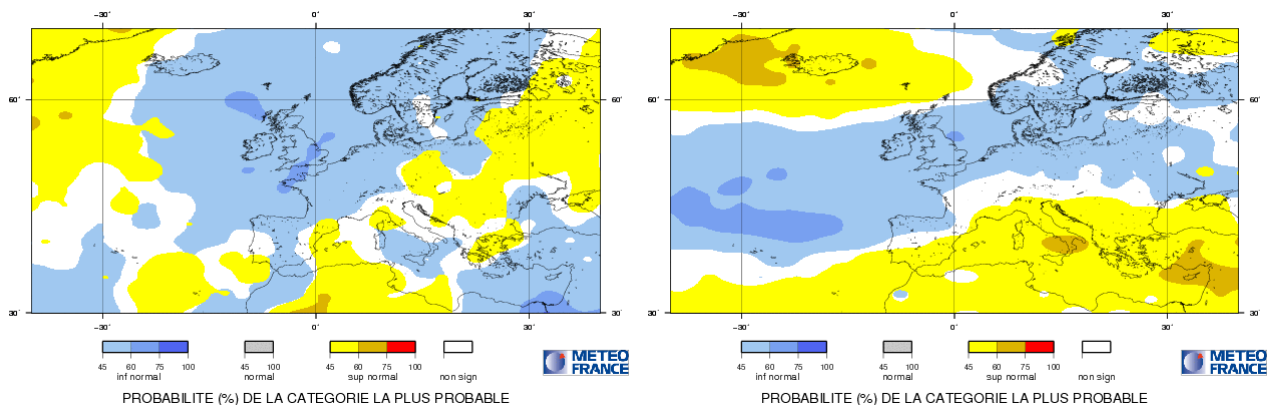 -30° 0° 30°
-30° 0° 30°
60° 60°
60° 60°
30° 30°
30° 30°
-30° 0° 30°
-30° 0° 30°
45 60 75 100
inf normal
45 100
normal
45 60 75 100
sup normal
non sign
METEO
FRANCE
45 60 75 100
inf normal
45 100
normal
45 60 75 100
sup normal
non sign
METEO
FRANCE
PROBABILITE (%) DE LA CATEGORIE LA PLUS PROBABLE
PROBABILITE (%) DE LA CATEGORIE LA PLUS PROBABLE